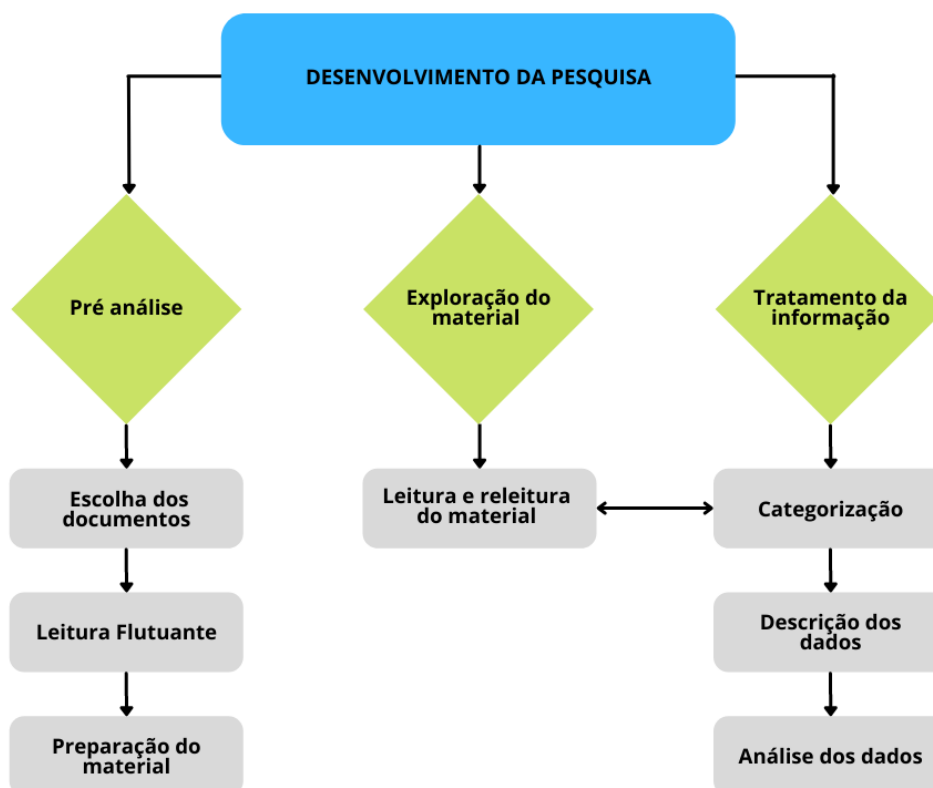 DESENVOLVIMENTO DA PESQUISA
Pré análise
Exploração do
material
Tratamento da
informação
Escolha dos
documentos
Leitura e releitura
do material
Categorização
Leitura Flutuante
Descrição dos
dados
Preparação do
material
Análise dos dados